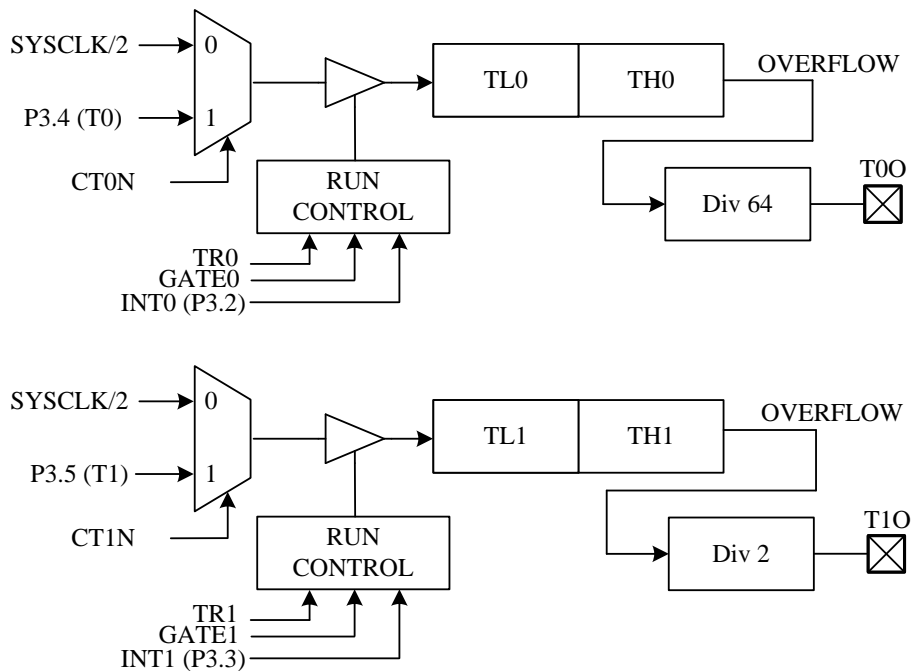 SYSCLK/2
0
TL0
TH0
OVERFLOW
P3.4 (T0)
1
T0O
CT0N
RUN
CONTROL
Div 64
TR0
GATE0
INT0 (P3.2)
SYSCLK/2
0
TL1
TH1
OVERFLOW
P3.5 (T1)
1
T1O
CT1N
RUN
CONTROL
Div 2
TR1
GATE1
INT1 (P3.3)